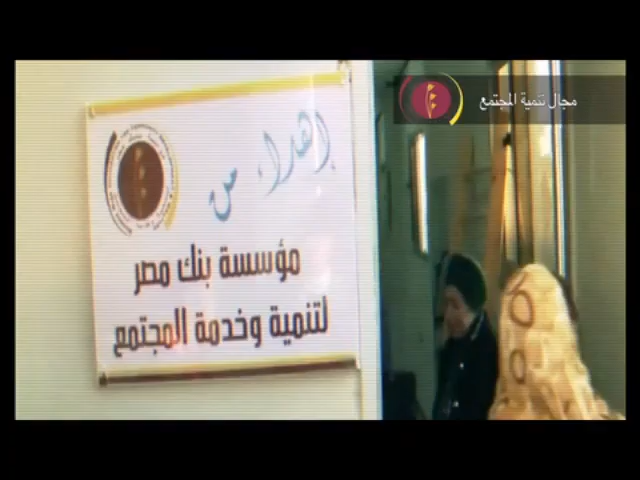 مجال تنمية المجتمع
إهداء من
مؤسسة بنك مصر
لتنمية وخدمة المجتمع